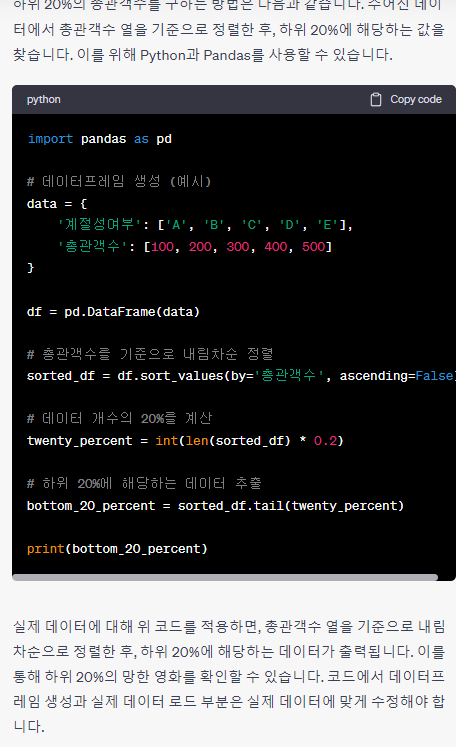 하위 20%의 총관객수를 구하는 방법은 다음과 같습니다. 주어진 데이
터에서 총관객수 열을 기준으로 정렬한 후, 하위 20%에 해당하는 값을
찾습니다. 이를 위해 Python과 Pandas를 사용할 수 있습니다.
python Copy code
import pandas as pd
# 데이터프레임 생성 (예시)
data = {
'계절성여부': ['A', 'B', 'C', 'D', 'E'],
'총관객수': [100, 200, 300, 400, 500]
}
df = pd.DataFrame(data)
# 총관객수를 기준으로 내림차순 정렬
sorted_df = df.sort_values(by='총관객수', ascending=False)
# 데이터 개수의 20%를 계산
twenty_percent = int(len(sorted_df) * 0.2)
# 하위 20%에 해당하는 데이터 추출
bottom_20_percent = sorted_df.tail(twenty_percent)
print(bottom_20_percent)
실제 데이터에 대해 위 코드를 적용하면, 총관객수 열을 기준으로 내림
차순으로 정렬한 후, 하위 20%에 해당하는 데이터가 출력됩니다. 이를
통해 하위 20%의 망한 영화를 확인할 수 있습니다. 코드에서 데이터프
레임 생성과 실제 데이터 로드 부분은 실제 데이터에 맞게 수정해야 합
니다.